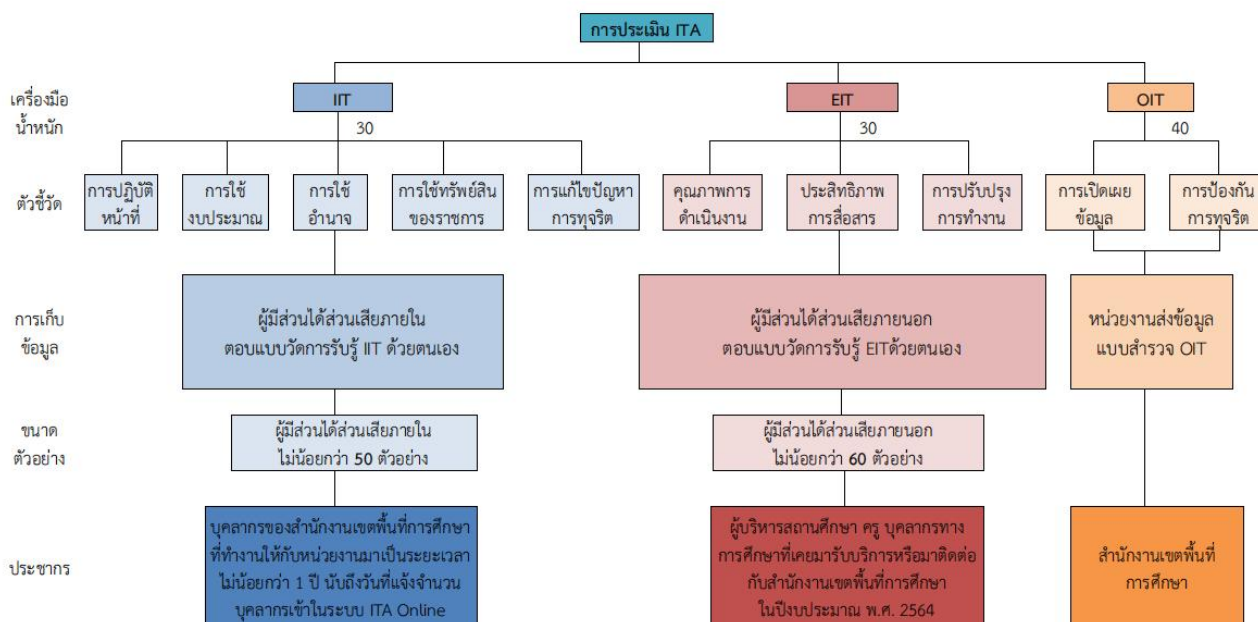 การประเมิน ITA
เครื่องมือ
น้ำหนัก
IIT
30
EIT
30
OIT
40
ตัวชี้วัด
การปฏิบัติ
หน้าที่
การใช้
งบประมาณ
การใช้
อำนาจ
การใช้ทรัพย์สิน
ของราชการ
การแก้ไขปัญหา
การทุจริต
คุณภาพการ
ดำเนินงาน
ประสิทธิภาพ
การสื่อสาร
การปรับปรุง
การทำงาน
การเปิดเผย
ข้อมูล
การป้องกัน
การทุจริต
การเก็บ
ข้อมูล
ผู้มีส่วนได้ส่วนเสียภายใน
ตอบแบบวัดการรับรู้ IIT ด้วยตนเอง
ผู้มีส่วนได้ส่วนเสียภายนอก
ตอบแบบวัดการรับรู้ EITด้วยตนเอง
หน่วยงานส่งข้อมูล
แบบสำรวจ OIT
ขนาด
ตัวอย่าง
ผู้มีส่วนได้ส่วนเสียภายใน
ไม่น้อยกว่า 50 ตัวอย่าง
ผู้มีส่วนได้ส่วนเสียภายนอก
ไม่น้อยกว่า 60 ตัวอย่าง
ประชากร
บุคลากรของสำนักงานเขตพื้นที่การศึกษา
ที่ทำงานให้กับหน่วยงานมาเป็นระยะเวลา
ไม่น้อยกว่า 1 ปี นับถึงวันที่แจ้งจำนวน
บุคลากรเข้าในระบบ ITA Online
ผู้บริหารสถานศึกษา ครู บุคลากรทาง
การศึกษาที่เคยมารับบริการหรือมาติดต่อ
กับสำนักงานเขตพื้นที่การศึกษา
ในปีงบประมาณ พ.ศ. 2564
สำนักงานเขตพื้นที่
การศึกษา